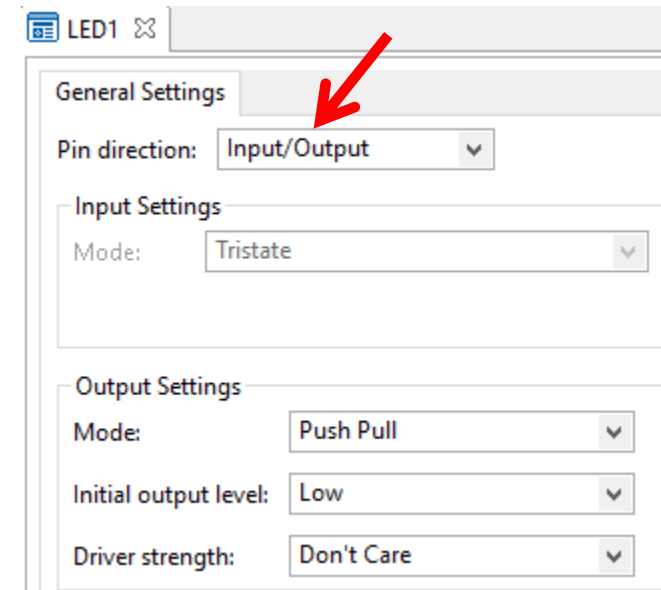 LED1
General Settings
Pin direction: Input/Output
Input Settings
Mode: Tristate
Output Settings
Mode: Push Pull
Initial output level: Low
Driver strength: Don't Care